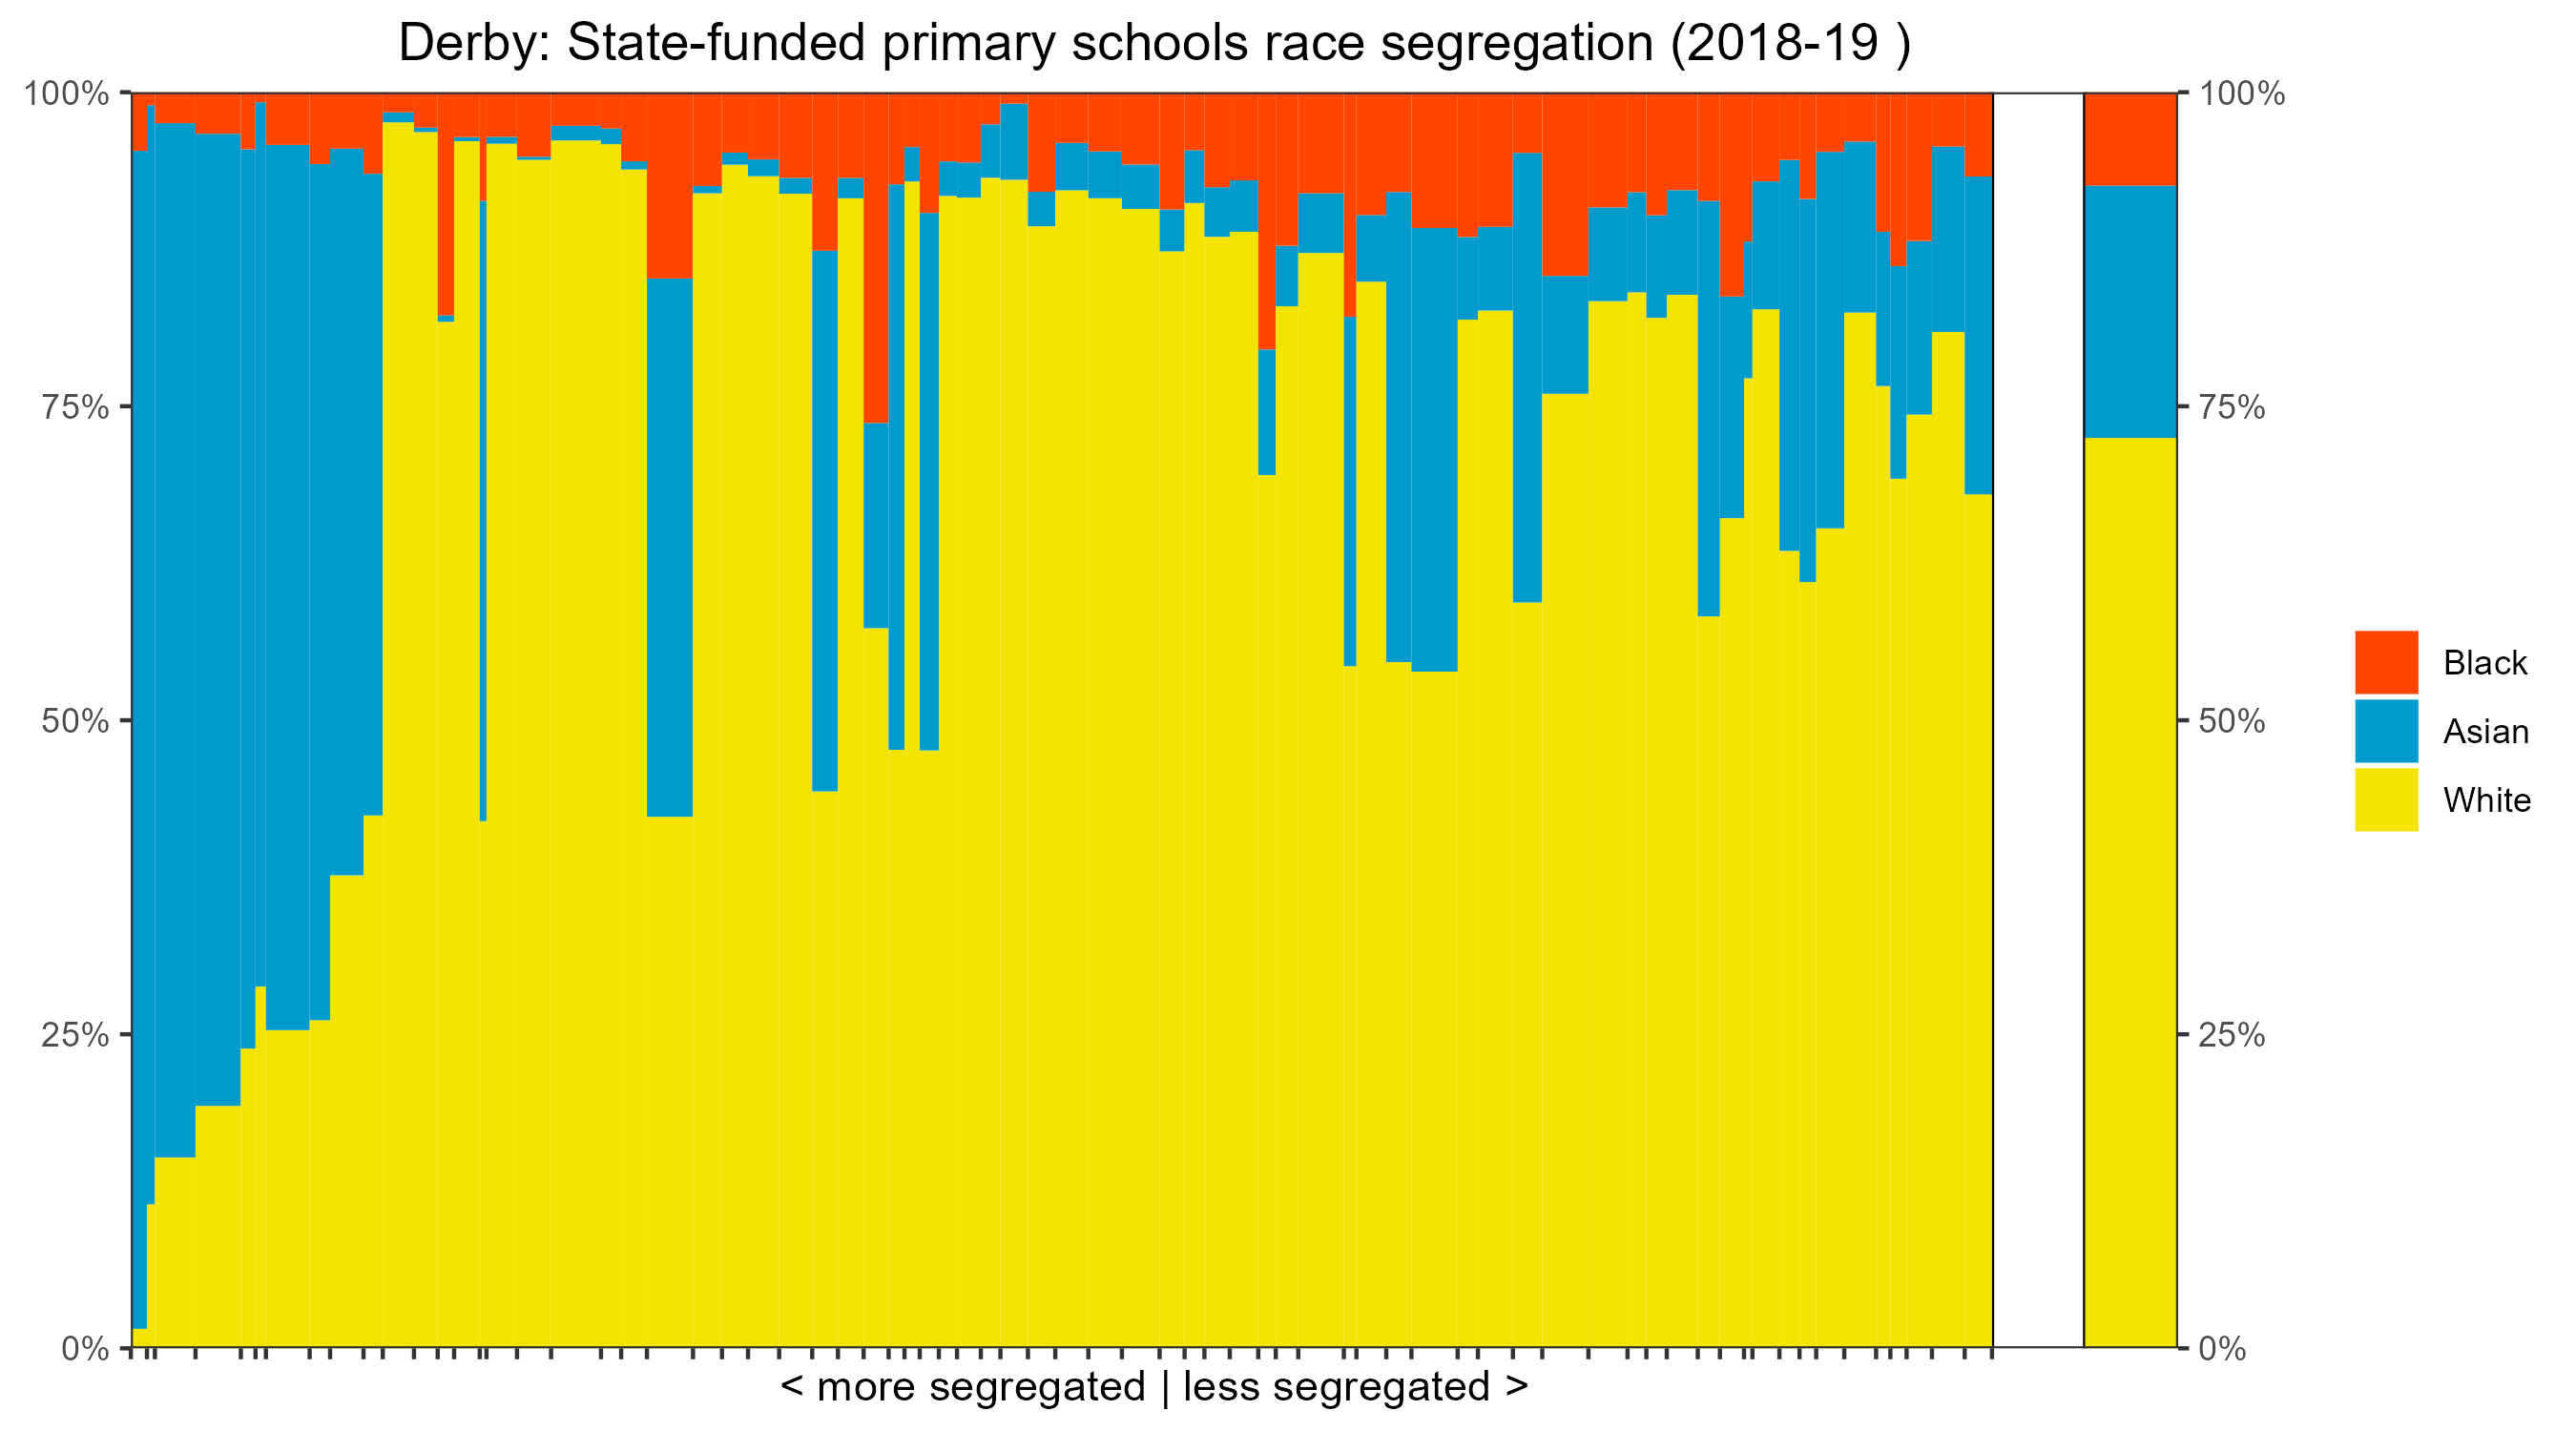 Derby: State-funded primary schools race segregation (2018-19 )
100%
75%
50%
25%
0%
100%
75%
50%
25%
0%
Black
Asian
White
< more segregated | less segregated >